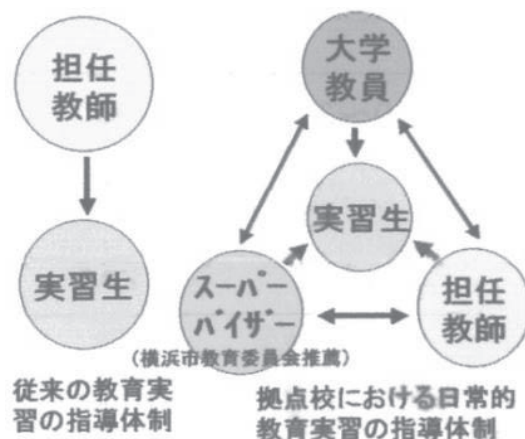 担任
教師
実習生
従来の教育実
習の指導体制
大学
教員
実習生
スーパー
バイザー
(横浜市教育委員会推薦)
担任
教師
拠点校における日常的
教育実習の指導体制